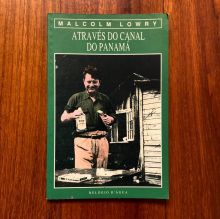 MALCOLM LOWRY
ATRAVÉS DO CANAL
DO PANAMÁ
RELÓGIO D'ÁGUA